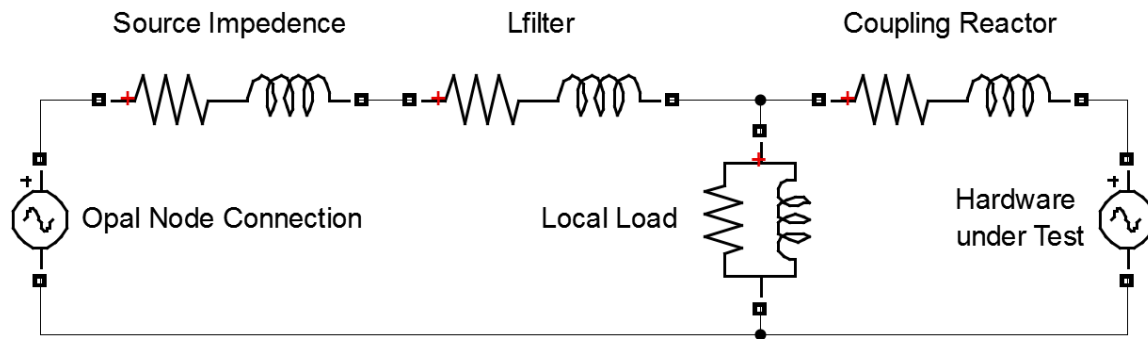 Source Impedence
Lfilter
Coupling Reactor
+
+
+
+
+
+
Opal Node Connection
Local Load
Hardware
under Test